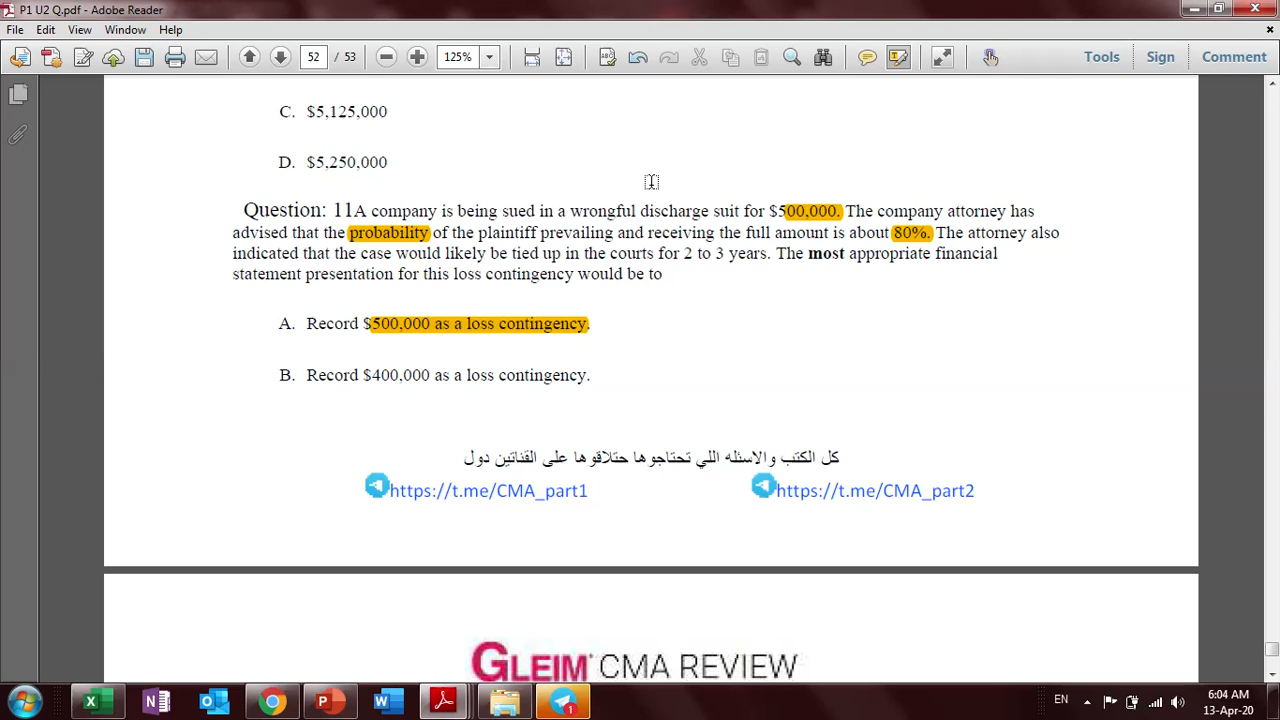 P1 U2 Q.pdf - Adobe Reader
File Edit View Window Help
52 / 53 125% Tools Sign Comment
C. $5,125,000
D. $5,250,000
Question: 11A company is being sued in a wrongful discharge suit for $500,000. The company attorney has
advised that the probability of the plaintiff prevailing and receiving the full amount is about 80%. The attorney also
indicated that the case would likely be tied up in the courts for 2 to 3 years. The most appropriate financial
statement presentation for this loss contingency would be to
A. Record $500,000 as a loss contingency.
B. Record $400,000 as a loss contingency.
كل الكتب والاسئله اللي تحتاجوها حتلاقوها على القناتين دول
https://t.me/CMA_part1 https://t.me/CMA_part2
GLEIM CMA REVIEW
EN 6:04 AM
13-Apr-20